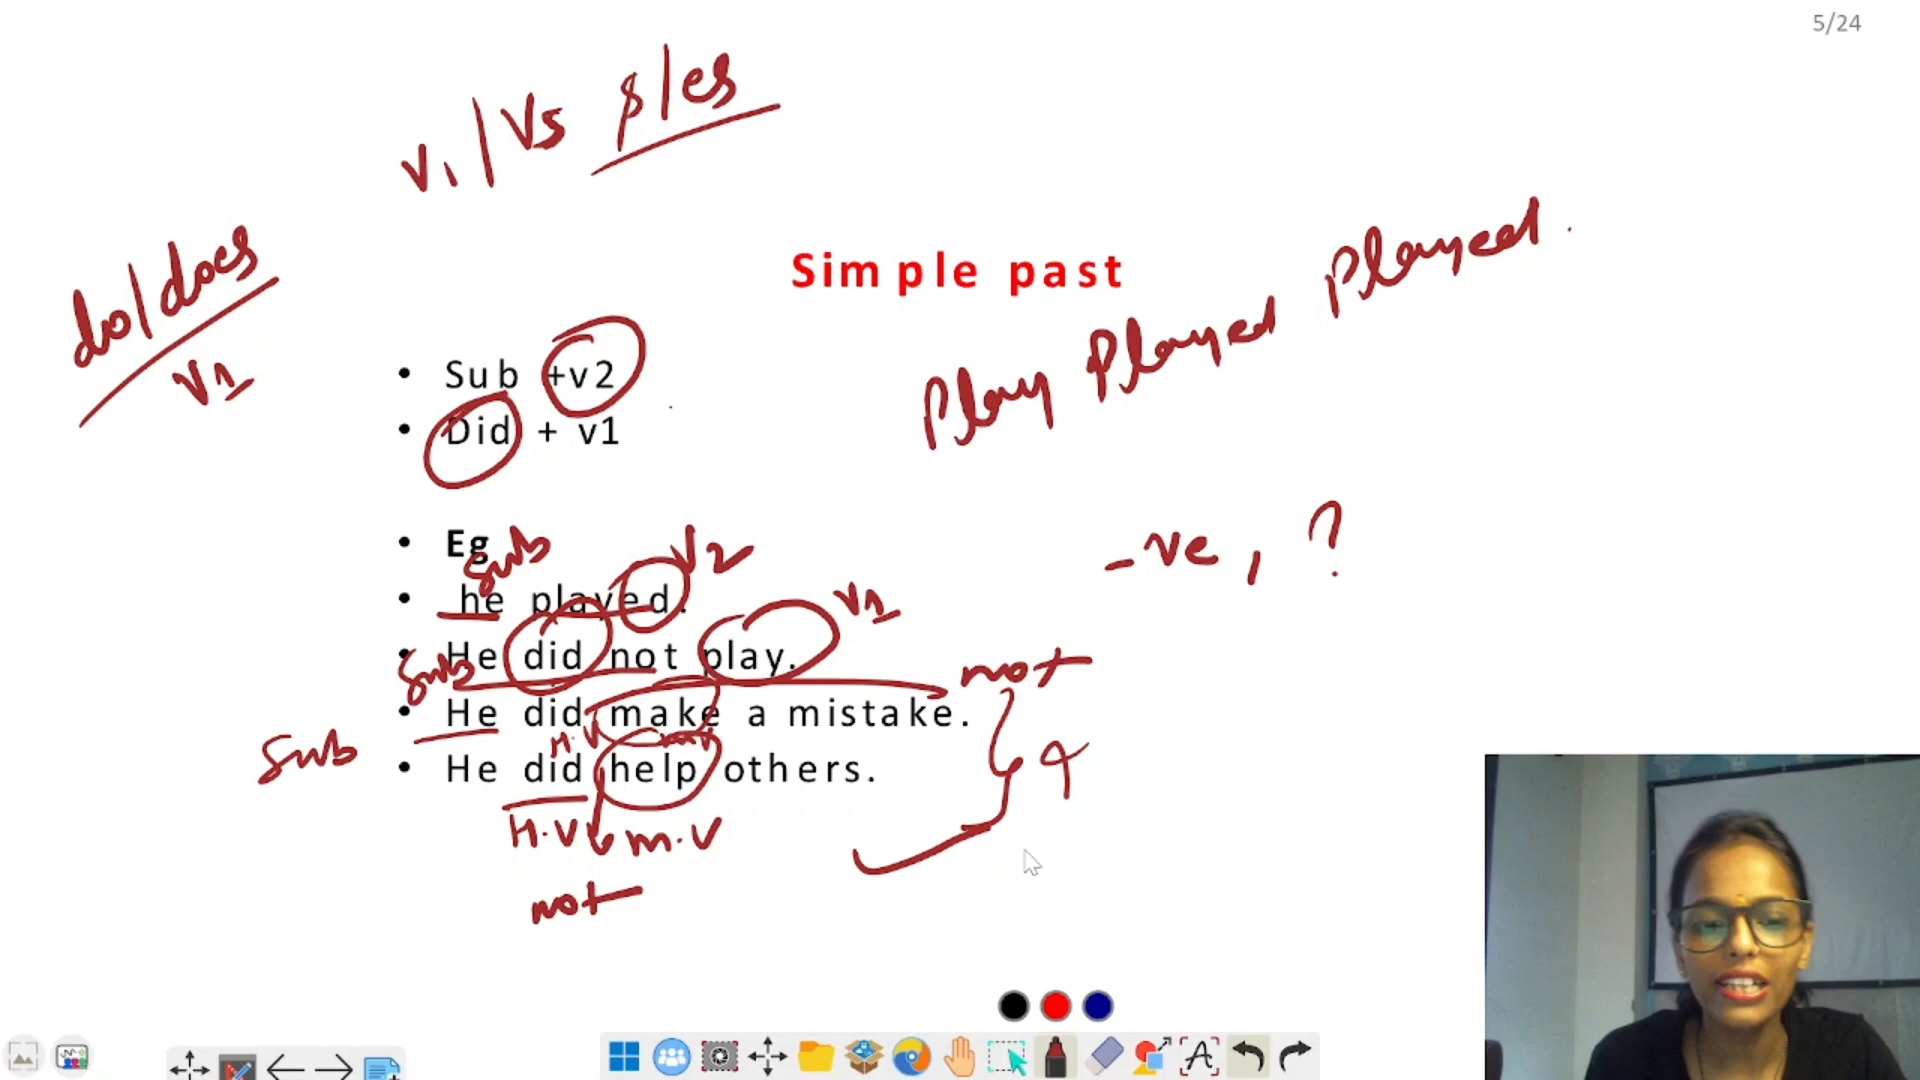 5/24
v1/vs s/es
do/does
v1
Simple past
Play Played Played.
• Sub +v2
• Did + v1
• Eg
sub
v2
• he played.
-ve, ?
v1
• He did not play.
sub
not
• He did make a mistake.
H.V m.v
sub
• He did help others.
H.V m.v
not